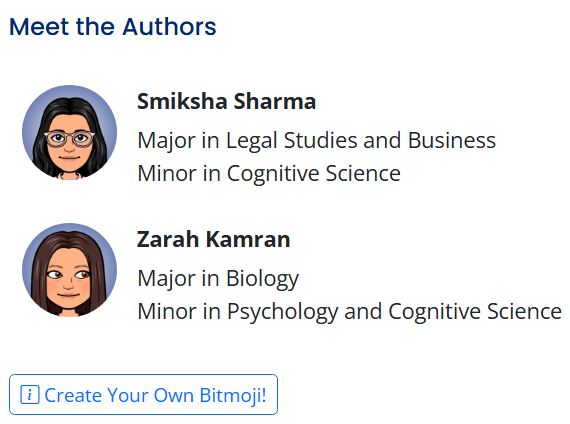 Meet the Authors
Smiksha Sharma
Major in Legal Studies and Business
Minor in Cognitive Science
Zarah Kamran
Major in Biology
Minor in Psychology and Cognitive Science
Create Your Own Bitmoji!